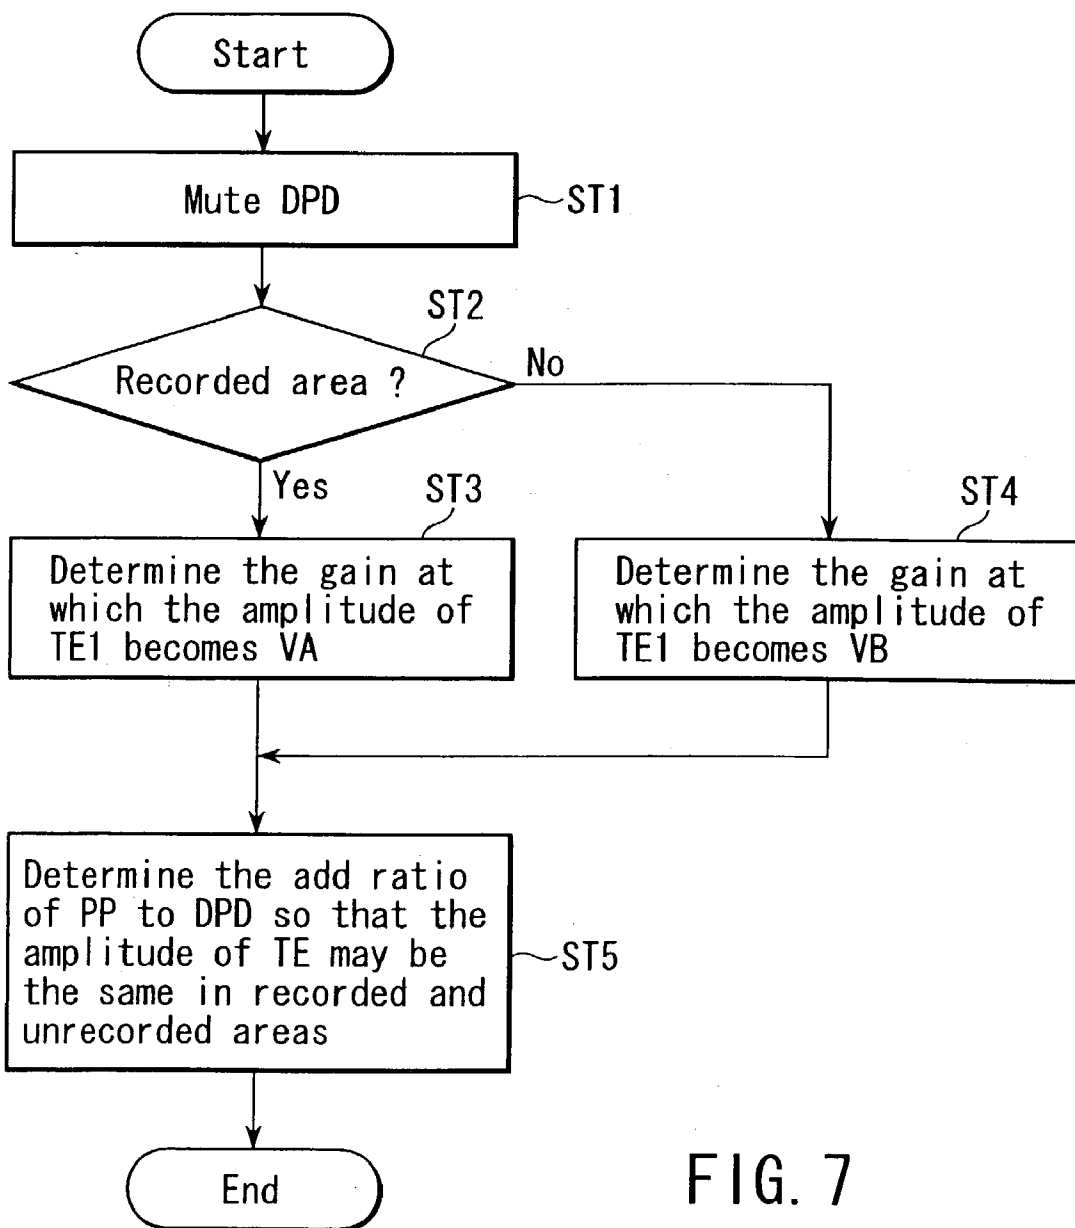 Start
Mute DPD
ST1
ST2
Recorded area ?
No
Yes
ST3
Determine the gain at
which the amplitude of
TE1 becomes VA
ST4
Determine the gain at
which the amplitude of
TE1 becomes VB
Determine the add ratio
of PP to DPD so that the
amplitude of TE may be
the same in recorded and
unrecorded areas
ST5
End
FIG. 7